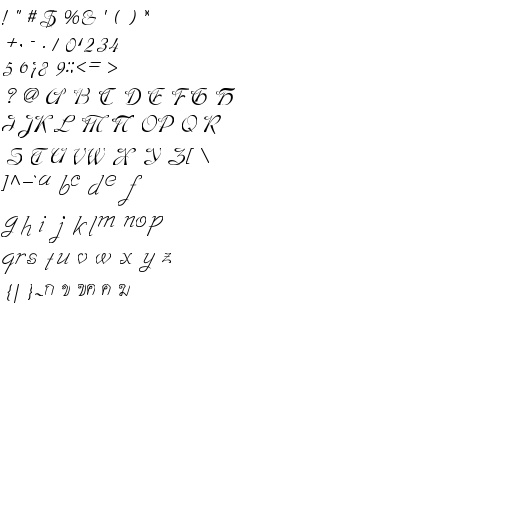 ! " # $ % & ' ( ) *
+ , - . / 0 1 2 3 4
5 6 7 8 9 : ; < = >
? @ A B C D E F G H
I J K L M N O P Q R
S T U V W X Y Z [ \
] ^ _ ` a b c d e f
g h i j k l m n o p
q r s t u v w x y z
{ | } ~ ก ข ฃ ค ฅ ฆ